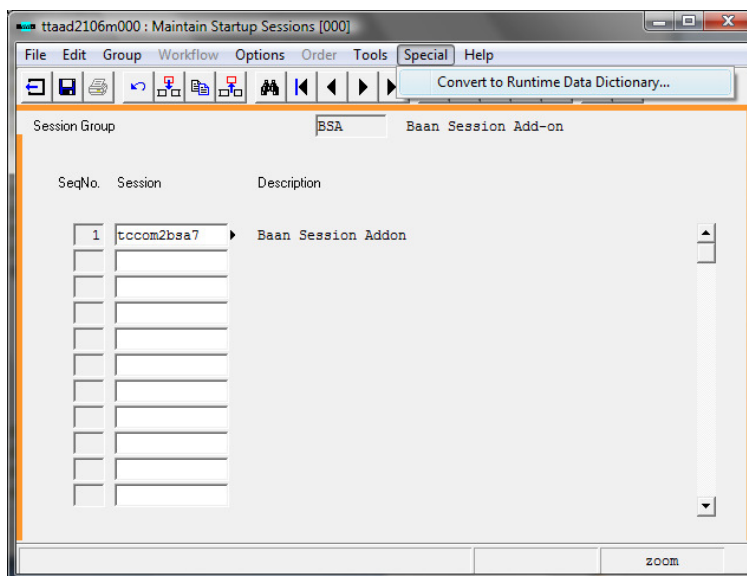 ttaad2106m000 : Maintain Startup Sessions [000]
File Edit Group Workflow Options Order Tools Special Help
Convert to Runtime Data Dictionary...
Session Group BSA Baan Session Add-on
SeqNo. Session Description
1 tccom2bsa7 Baan Session Addon
zoom